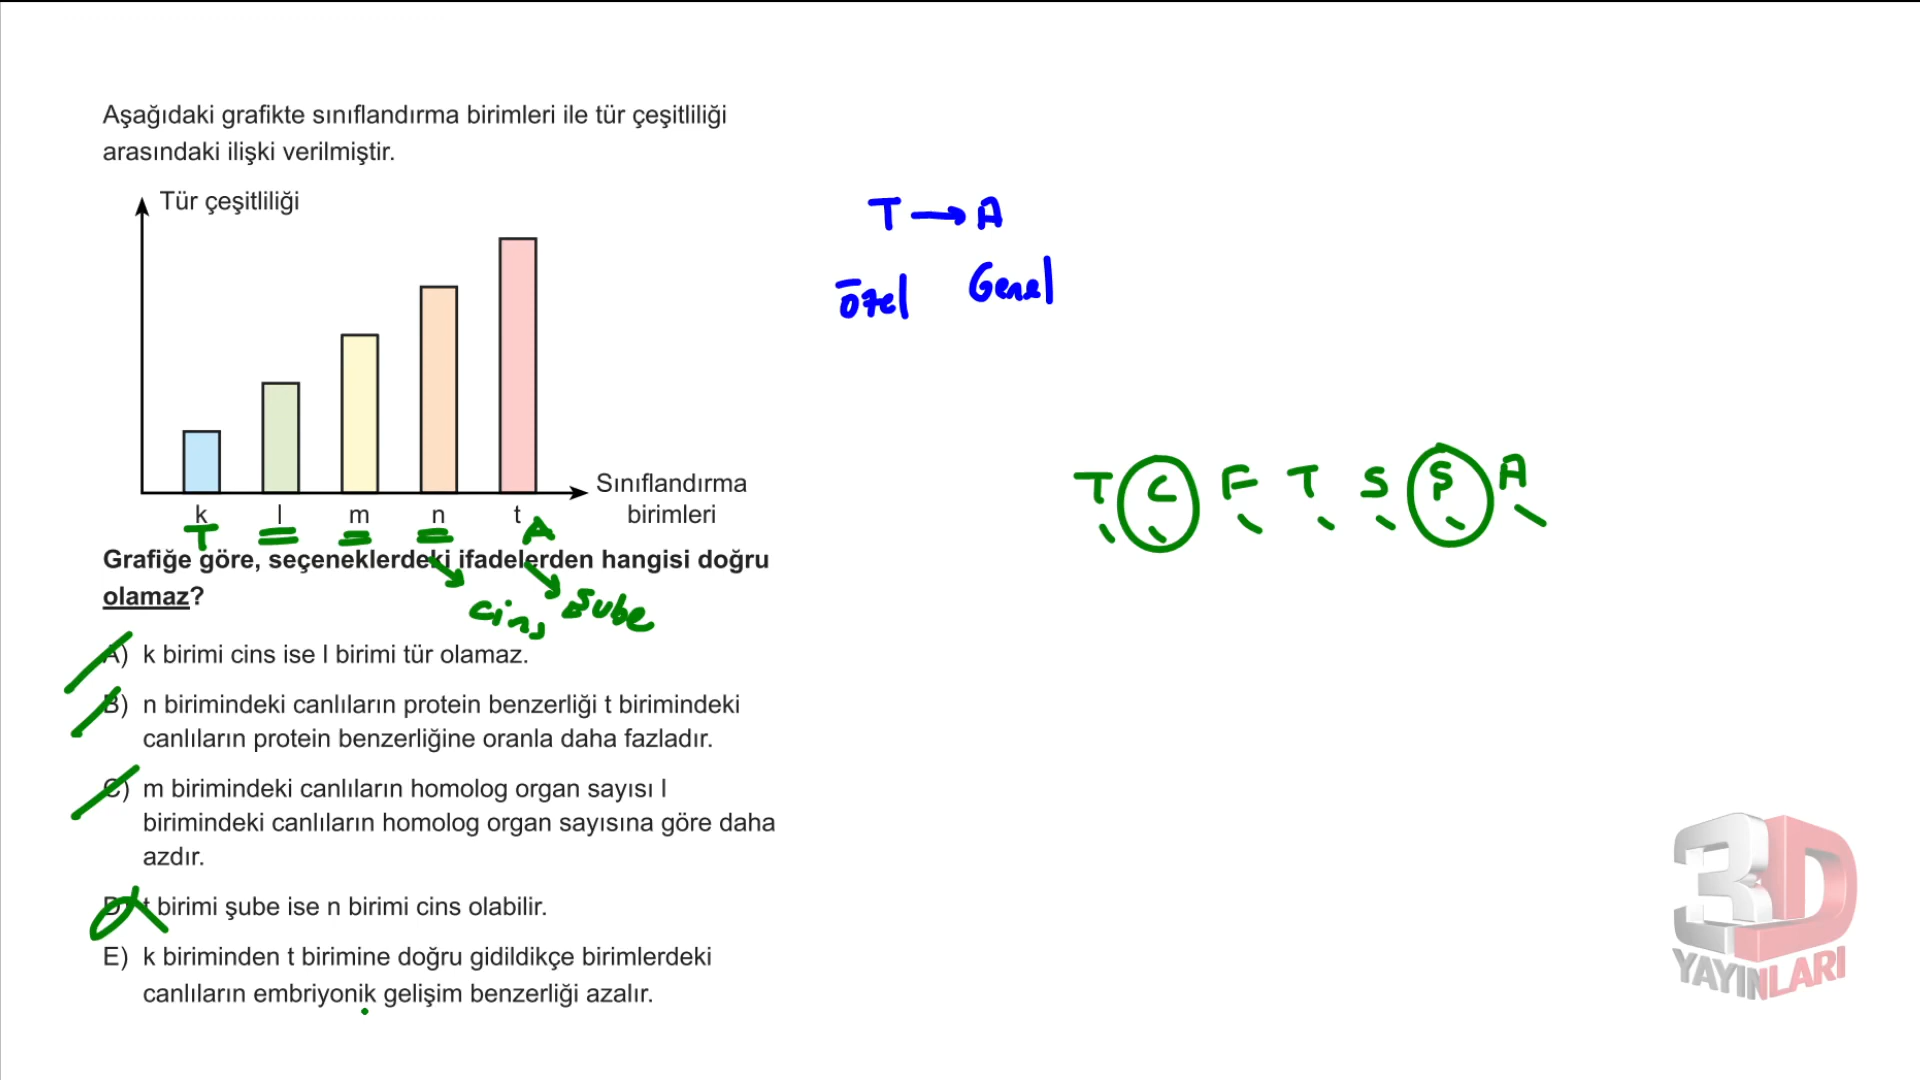 Aşağıdaki grafikte sınıflandırma birimleri ile tür çeşitliliği
arasındaki ilişki verilmiştir.
Tür çeşitliliği
T → A
Özel Genel
Sınıflandırma
birimleri
k l m n t
T A
T C F T S Ş A
Grafiğe göre, seçeneklerdeki ifadelerden hangisi doğru
olamaz?
cins Şube
A) k birimi cins ise l birimi tür olamaz.
B) n birimindeki canlıların protein benzerliği t birimindeki
canlıların protein benzerliğine oranla daha fazladır.
C) m birimindeki canlıların homolog organ sayısı l
birimindeki canlıların homolog organ sayısına göre daha
azdır.
D) t birimi şube ise n birimi cins olabilir.
E) k biriminden t birimine doğru gidildikçe birimlerdeki
canlıların embriyonik gelişim benzerliği azalır.
3D
YAYINLARI